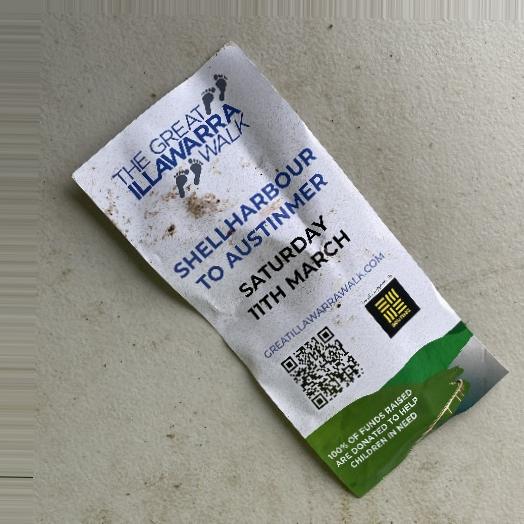 THE GREAT
ILLAWARRA
WALK
SHELLHARBOUR
TO AUSTINMER
SATURDAY
11TH MARCH
GREATILLAWARRAWALK.COM
100% OF FUNDS RAISED
ARE DONATED TO HELP
CHILDREN IN NEED